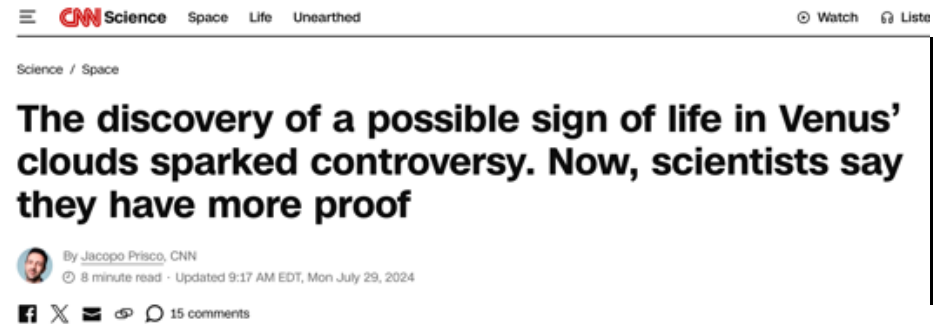 CNN Science Space Life Unearthed Watch Liste
Science / Space
The discovery of a possible sign of life in Venus’
clouds sparked controversy. Now, scientists say
they have more proof
By Jacopo Prisco, CNN
8 minute read · Updated 9:17 AM EDT, Mon July 29, 2024
15 comments